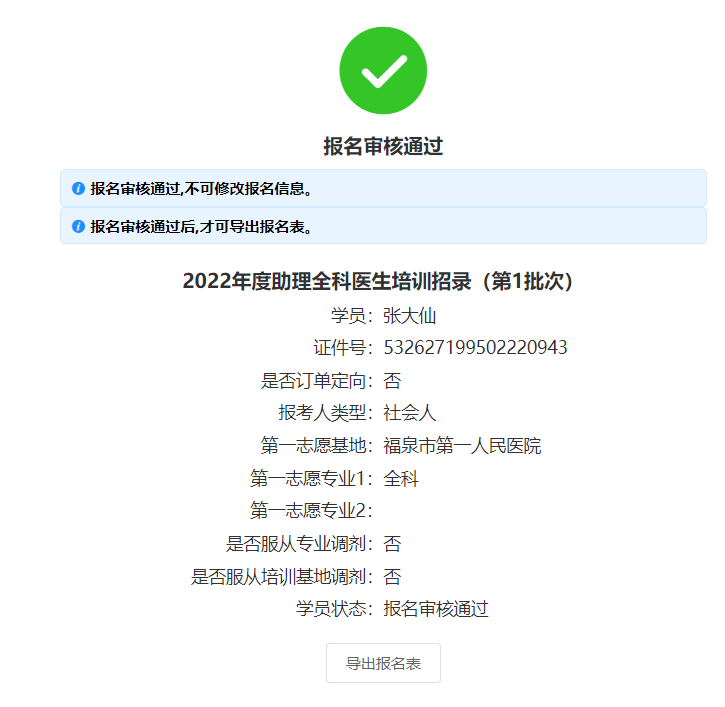 报名审核通过
报名审核通过,不可修改报名信息。
报名审核通过后,才可导出报名表。
2022年度助理全科医生培训招录（第1批次）
学员：张大仙
证件号：532627199502220943
是否订单定向：否
报考人类型：社会人
第一志愿基地：福泉市第一人民医院
第一志愿专业1：全科
第一志愿专业2：
是否服从专业调剂：否
是否服从培训基地调剂：否
学员状态：报名审核通过
导出报名表